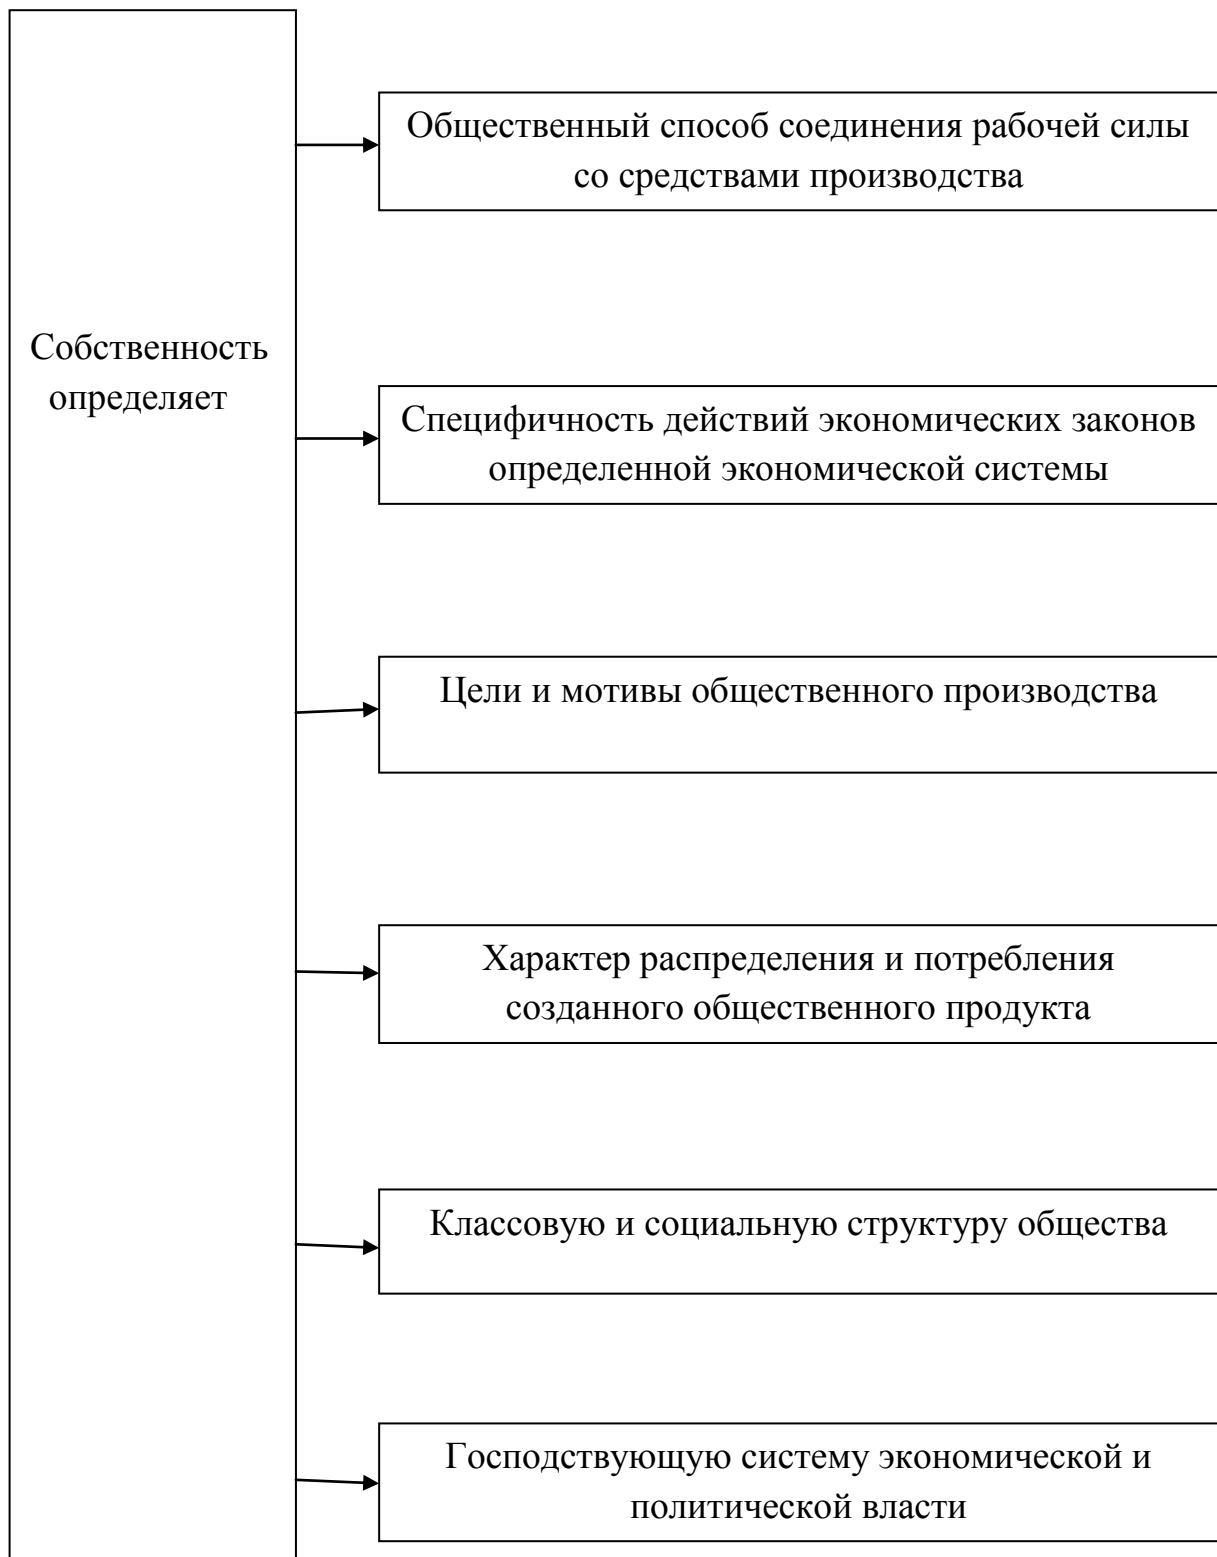 Собственность
определяет
Общественный способ соединения рабочей силы
со средствами производства
Специфичность действий экономических законов
определенной экономической системы
Цели и мотивы общественного производства
Характер распределения и потребления
созданного общественного продукта
Классовую и социальную структуру общества
Господствующую систему экономической и
политической власти